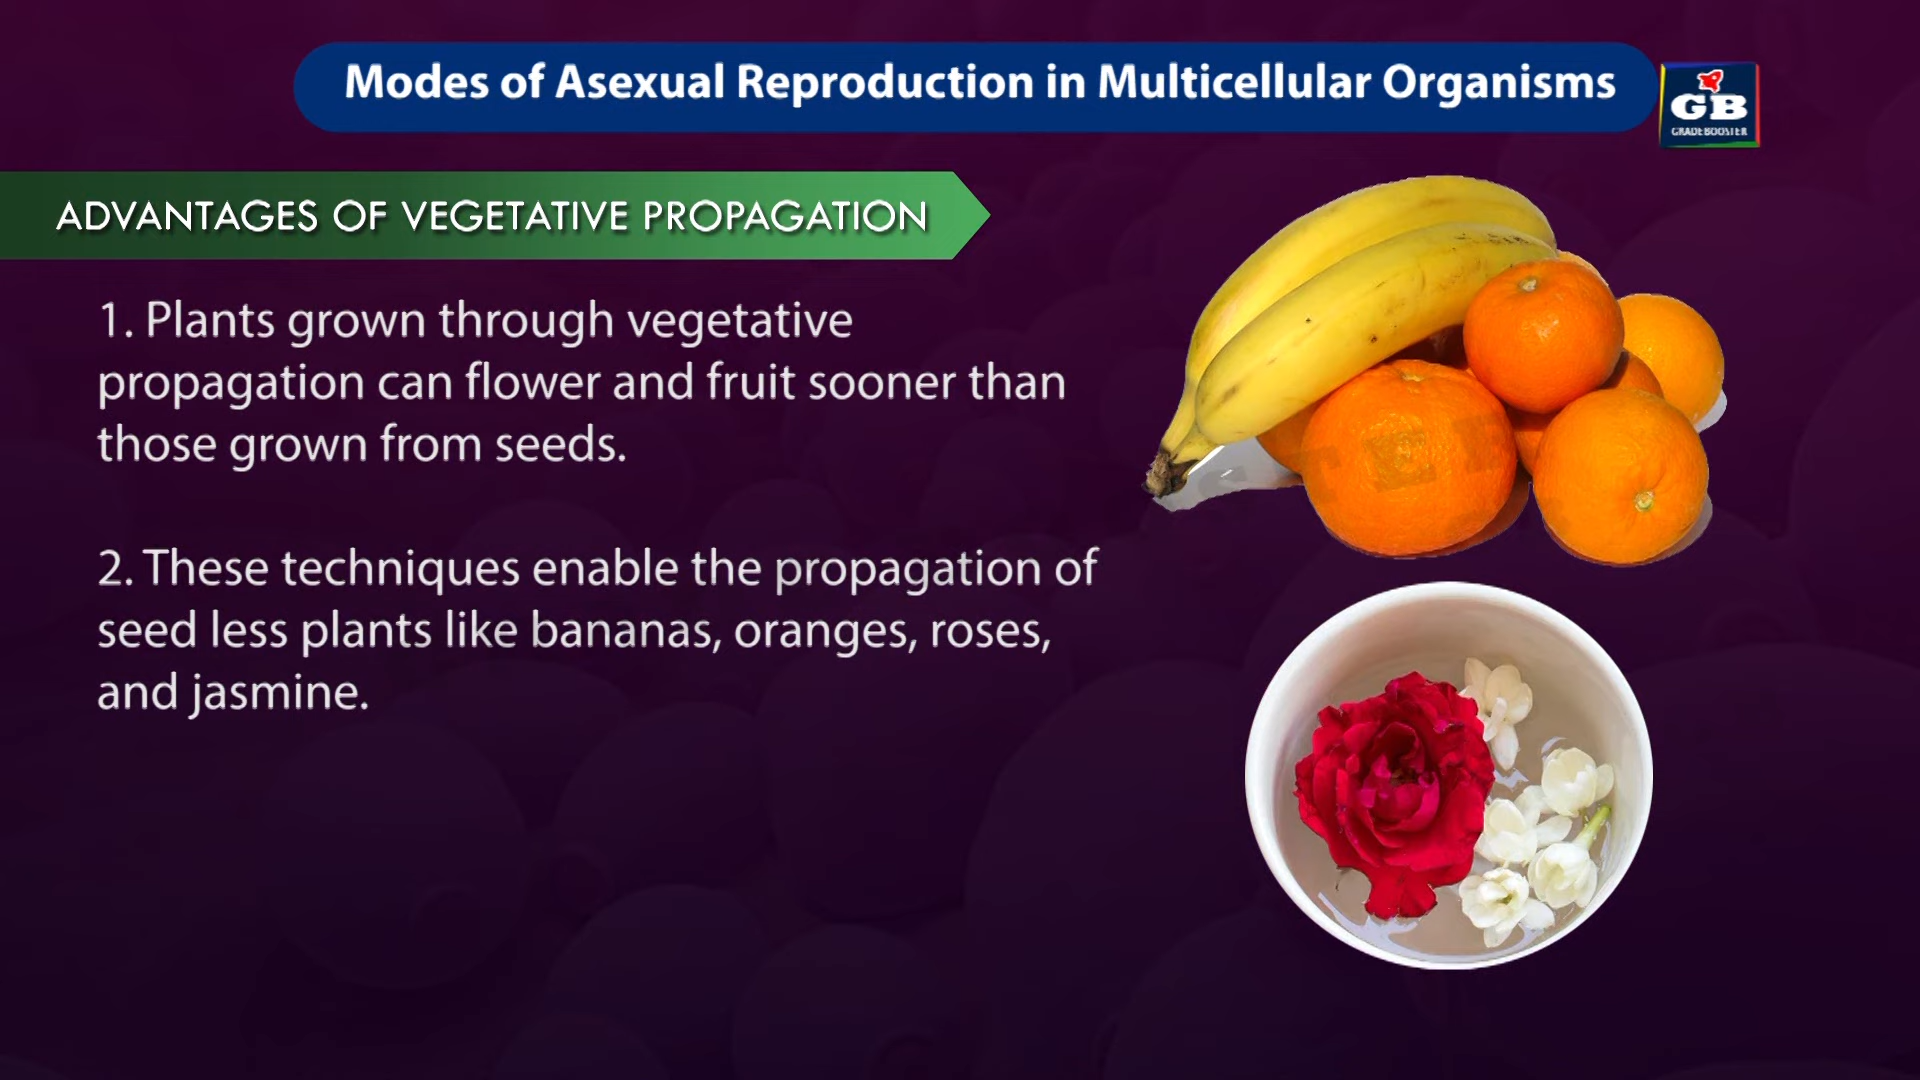 Modes of Asexual Reproduction in Multicellular Organisms
GB
GRADEBOOSTER
ADVANTAGES OF VEGETATIVE PROPAGATION
1. Plants grown through vegetative
propagation can flower and fruit sooner than
those grown from seeds.
2. These techniques enable the propagation of
seed less plants like bananas, oranges, roses,
and jasmine.